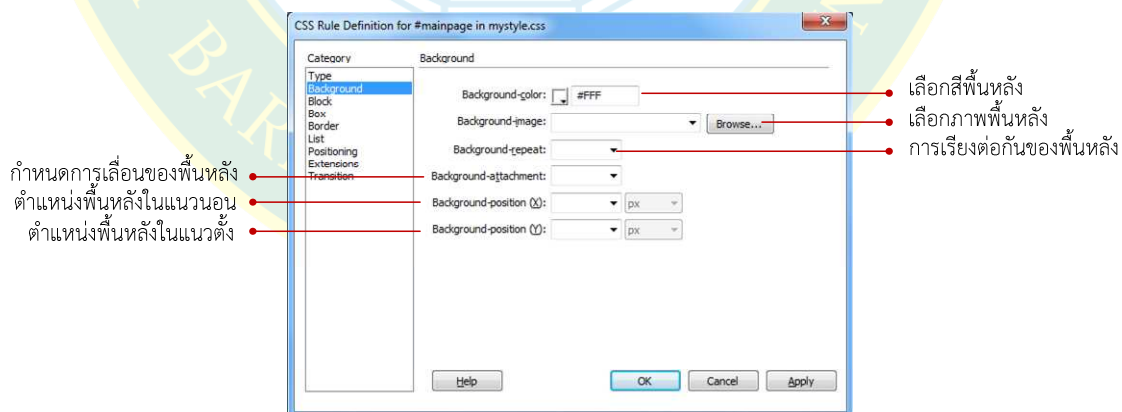 CSS Rule Definition for #mainpage in mystyle.css
Category
Background
Type
Background
Block
Box
Border
List
Positioning
Extensions
Transition
Background-color:
#FFF
เลือกสีพื้นหลัง
Background-image:
Browse...
เลือกภาพพื้นหลัง
Background-repeat:
การเรียงต่อกันของพื้นหลัง
กำหนดการเลื่อนของพื้นหลัง
Background-attachment:
ตำแหน่งพื้นหลังในแนวนอน
Background-position (X):
px
ตำแหน่งพื้นหลังในแนวตั้ง
Background-position (Y):
px
Help
OK
Cancel
Apply